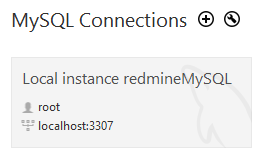 MySQL Connections
Local instance redmineMySQL
root
localhost:3307